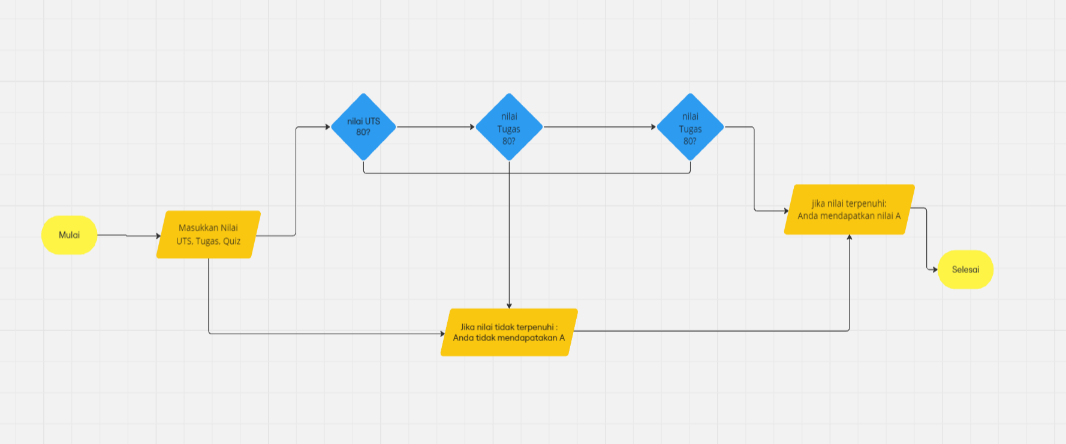 Mulai
Masukkan Nilai
UTS, Tugas, Quiz
nilai UTS
80?
nilai
Tugas
80?
nilai
Tugas
80?
jika nilai terpenuhi:
Anda mendapatkan nilai A
Selesai
Jika nilai tidak terpenuhi :
Anda tidak mendapatakan A